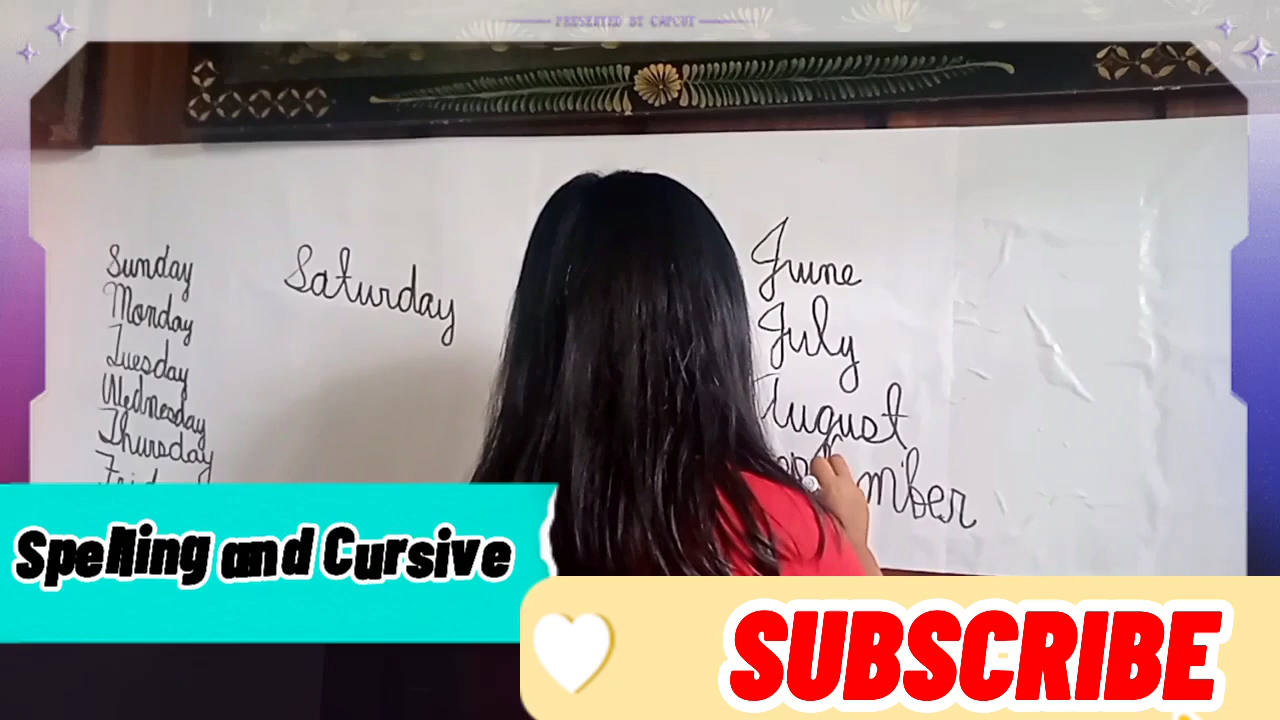 PRESENTED BY CAPCUT
Sunday
Monday
Tuesday
Wednesday
Thursday
Saturday
June
July
August
Spelling and Cursive
SUBSCRIBE